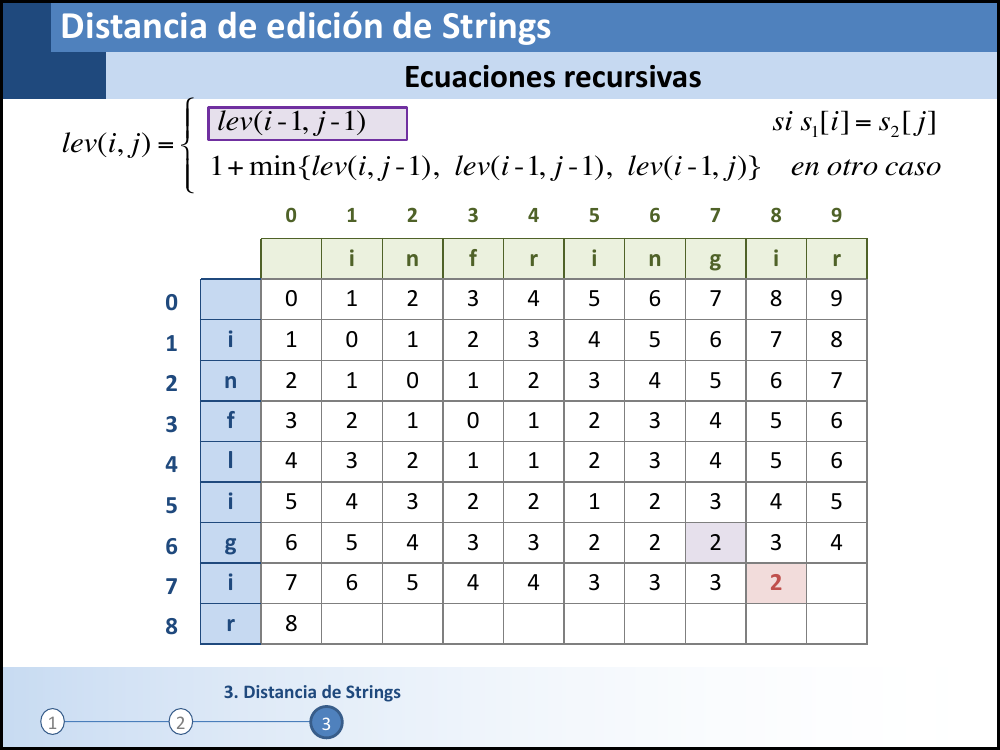 Distancia de edición de Strings
Ecuaciones recursivas
lev(i, j) = { lev(i-1, j-1) si s₁[i] = s₂[j]
1 + min{lev(i, j-1), lev(i-1, j-1), lev(i-1, j)} en otro caso
0 1 2 3 4 5 6 7 8 9
i n f r i n g i r
0 0 1 2 3 4 5 6 7 8 9
1 i 1 0 1 2 3 4 5 6 7 8
2 n 2 1 0 1 2 3 4 5 6 7
3 f 3 2 1 0 1 2 3 4 5 6
4 l 4 3 2 1 1 2 3 4 5 6
5 i 5 4 3 2 2 1 2 3 4 5
6 g 6 5 4 3 3 2 2 2 3 4
7 i 7 6 5 4 4 3 3 3 2
8 r 8
3. Distancia de Strings
1 2 3